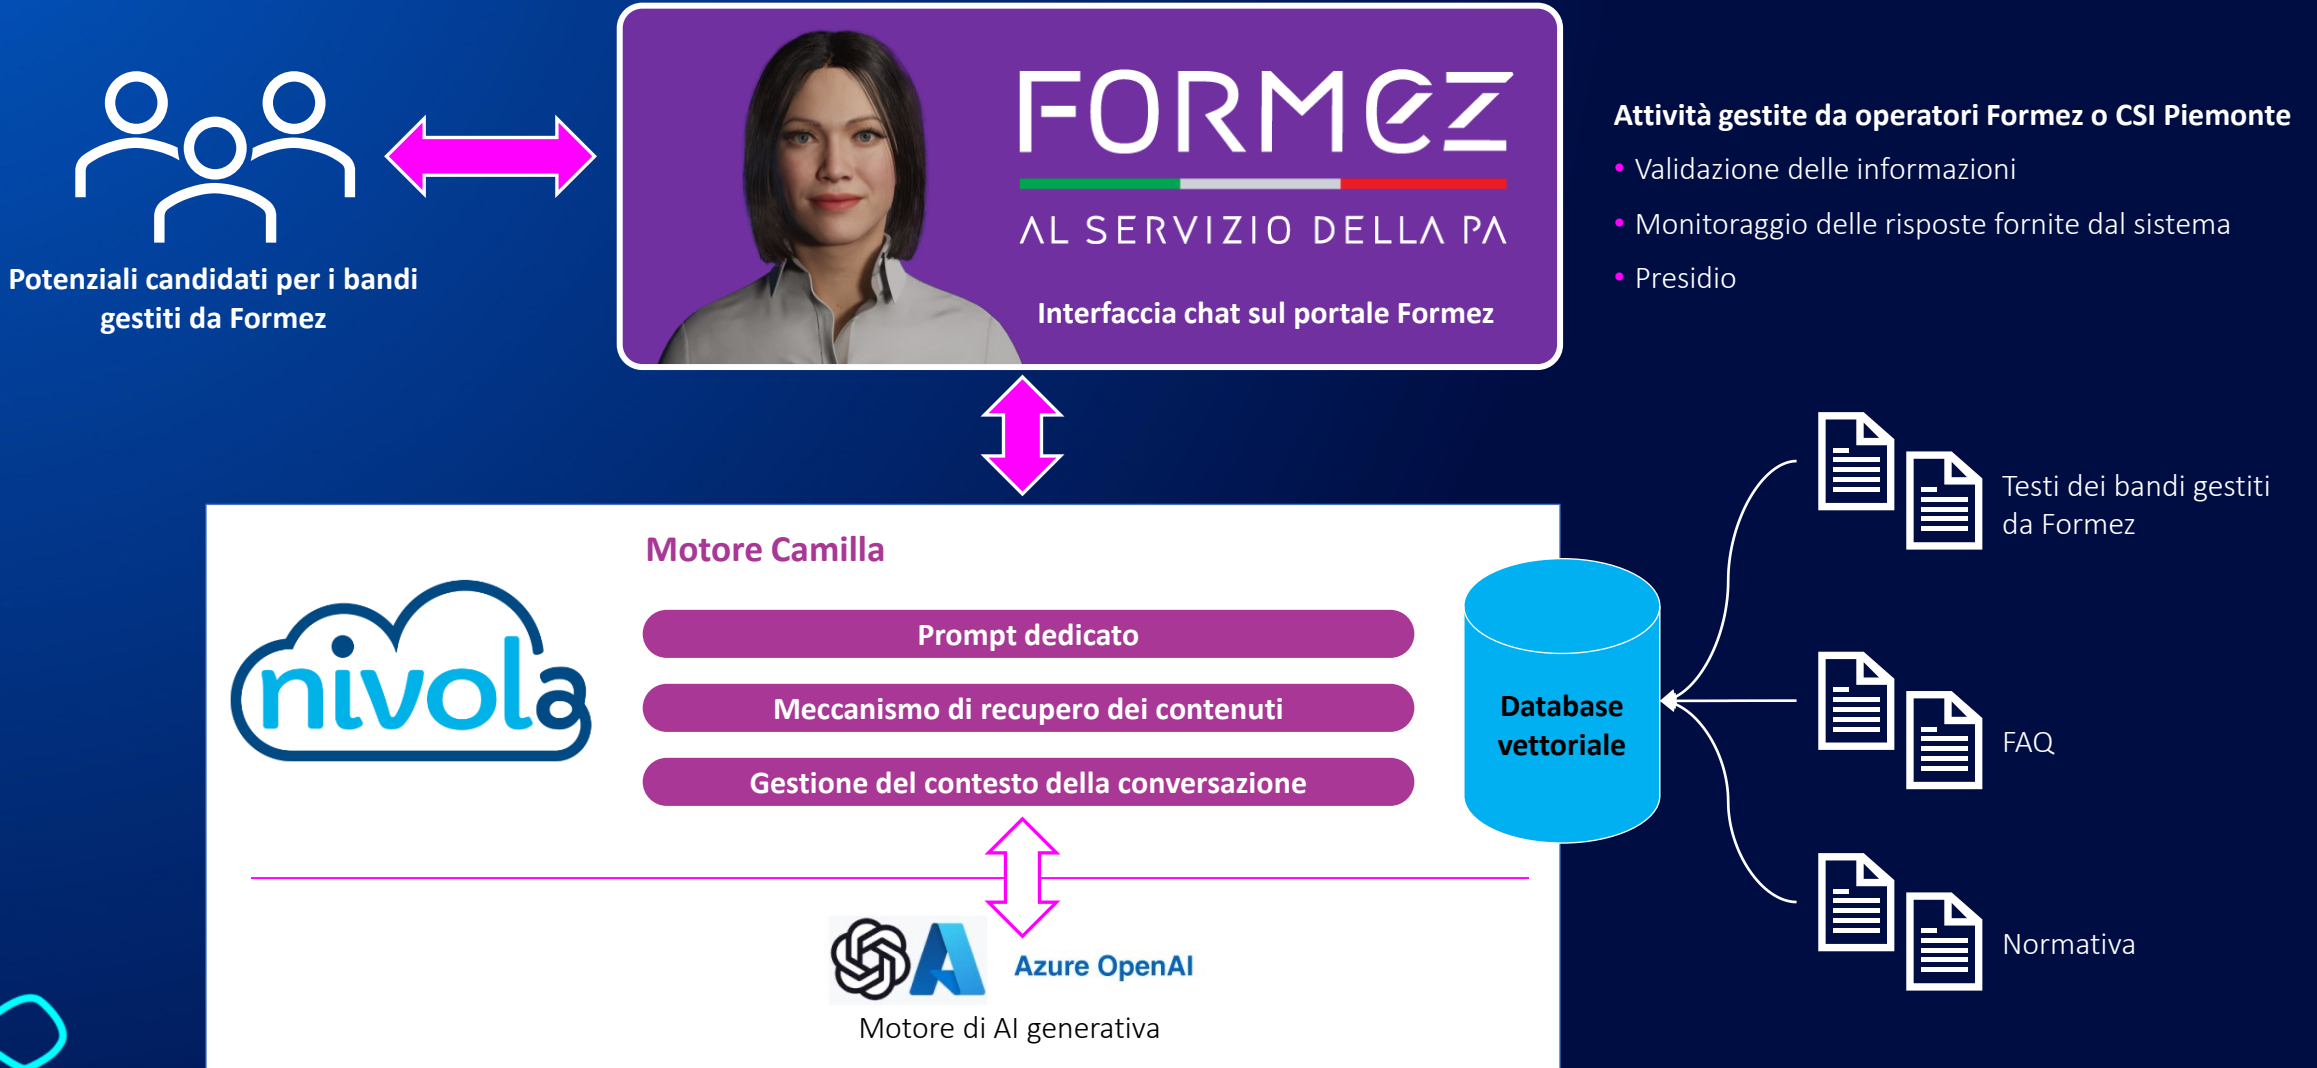 FORMEZ
AL SERVIZIO DELLA PA
Interfaccia chat sul portale Formez
Potenziali candidati per i bandi
gestiti da Formez
Attività gestite da operatori Formez o CSI Piemonte
• Validazione delle informazioni
• Monitoraggio delle risposte fornite dal sistema
• Presidio
Motore Camilla
nivola
Prompt dedicato
Meccanismo di recupero dei contenuti
Gestione del contesto della conversazione
Database
vettoriale
Testi dei bandi gestiti
da Formez
FAQ
Normativa
Azure OpenAI
Motore di AI generativa